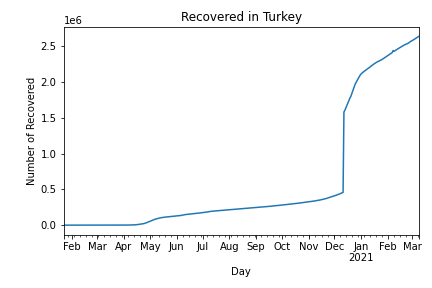 Recovered in Turkey
1e6
2.5
2.0
1.5
1.0
0.5
0.0
Number of Recovered
Feb Mar Apr May Jun Jul Aug Sep Oct Nov Dec Jan Feb Mar
2021
Day